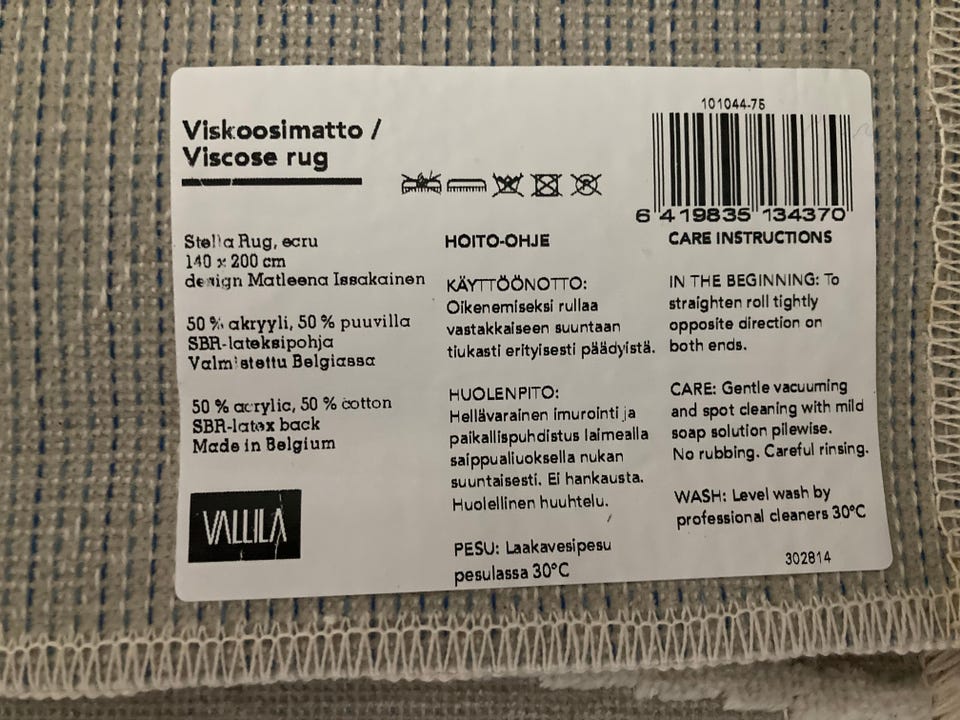 Viskoosimatto /
Viscose rug
Stella Rug, ecru
140 x 200 cm
design Matleena Issakainen
50 % akryyli, 50 % puuvilla
SBR-lateksipohja
Valmistettu Belgiassa
50 % acrylic, 50 % cotton
SBR-latex back
Made in Belgium
VALLILA
HOITO-OHJE
KÄYTTÖÖNOTTO:
Oikenemiseksi rullaa
vastakkaiseen suuntaan
tiukasti erityisesti päädyistä.
HUOLENPITO:
Hellävarainen imurointi ja
paikallispuhdistus laimealla
saippualiuoksella nukan
suuntaisesti. Ei hankausta.
Huolellinen huuhtelu.
PESU: Laakavesipesu
pesulassa 30°C
101044-75
6 419835 134370
CARE INSTRUCTIONS
IN THE BEGINNING: To
straighten roll tightly
opposite direction on
both ends.
CARE: Gentle vacuuming
and spot cleaning with mild
soap solution pilewise.
No rubbing. Careful rinsing.
WASH: Level wash by
professional cleaners 30°C
302814